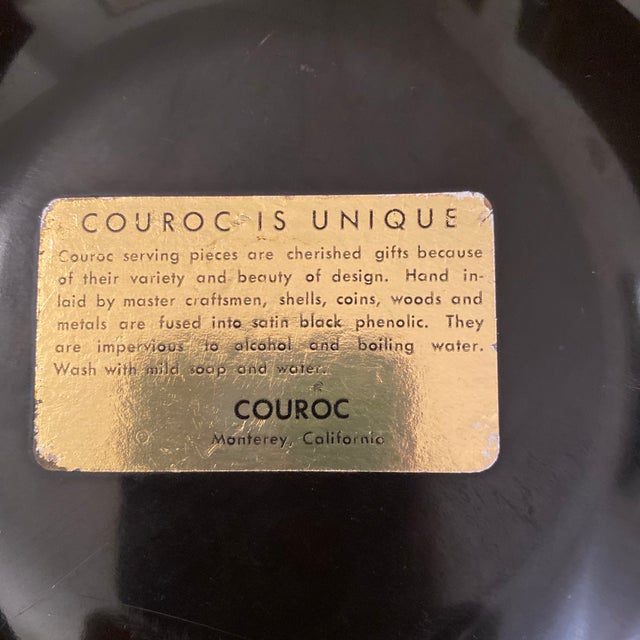 COUROC IS UNIQUE
Couroc serving pieces are cherished gifts because
of their variety and beauty of design. Hand in-
laid by master craftsmen, shells, coins, woods and
metals are fused into satin black phenolic. They
are impervious to alcohol and boiling water.
Wash with mild soap and water.
®
COUROC
Monterey, California